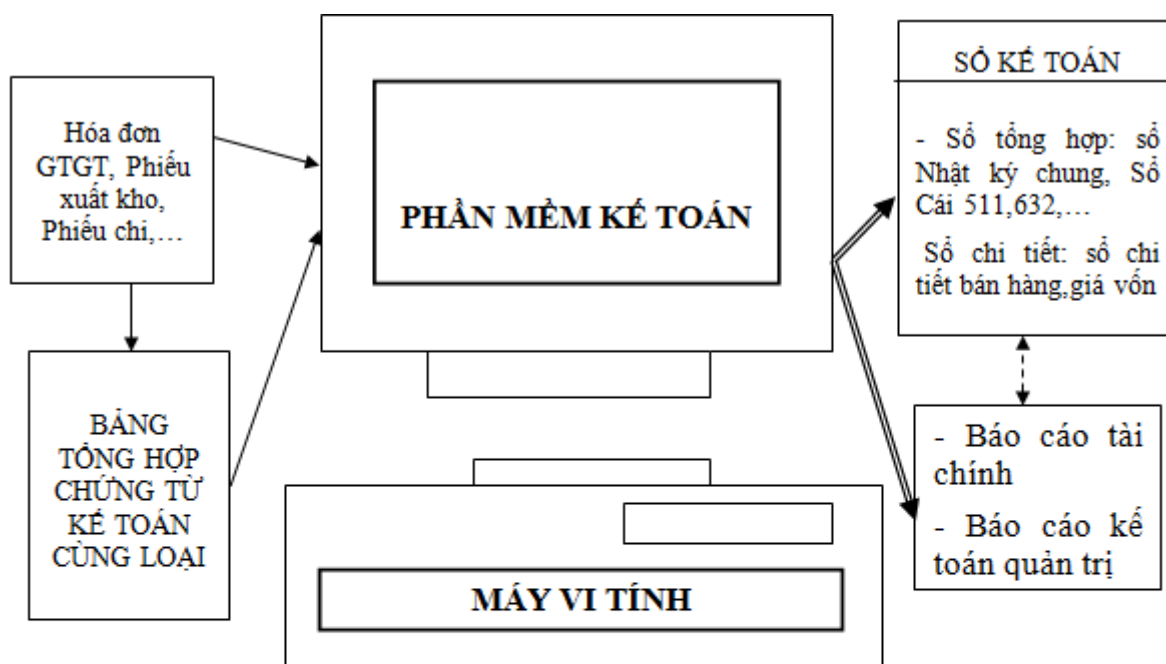 Hóa đơn
GTGT, Phiếu
xuất kho,
Phiếu chi,…
BẢNG
TỔNG HỢP
CHỨNG TỪ
KẾ TOÁN
CÙNG LOẠI
PHẦN MỀM KẾ TOÁN
MÁY VI TÍNH
SỔ KẾ TOÁN
- Sổ tổng hợp: sổ
Nhật ký chung, Sổ
Cái 511,632,…
Sổ chi tiết: sổ chi
tiết bán hàng,giá vốn
- Báo cáo tài
chính
- Báo cáo kế
toán quản trị